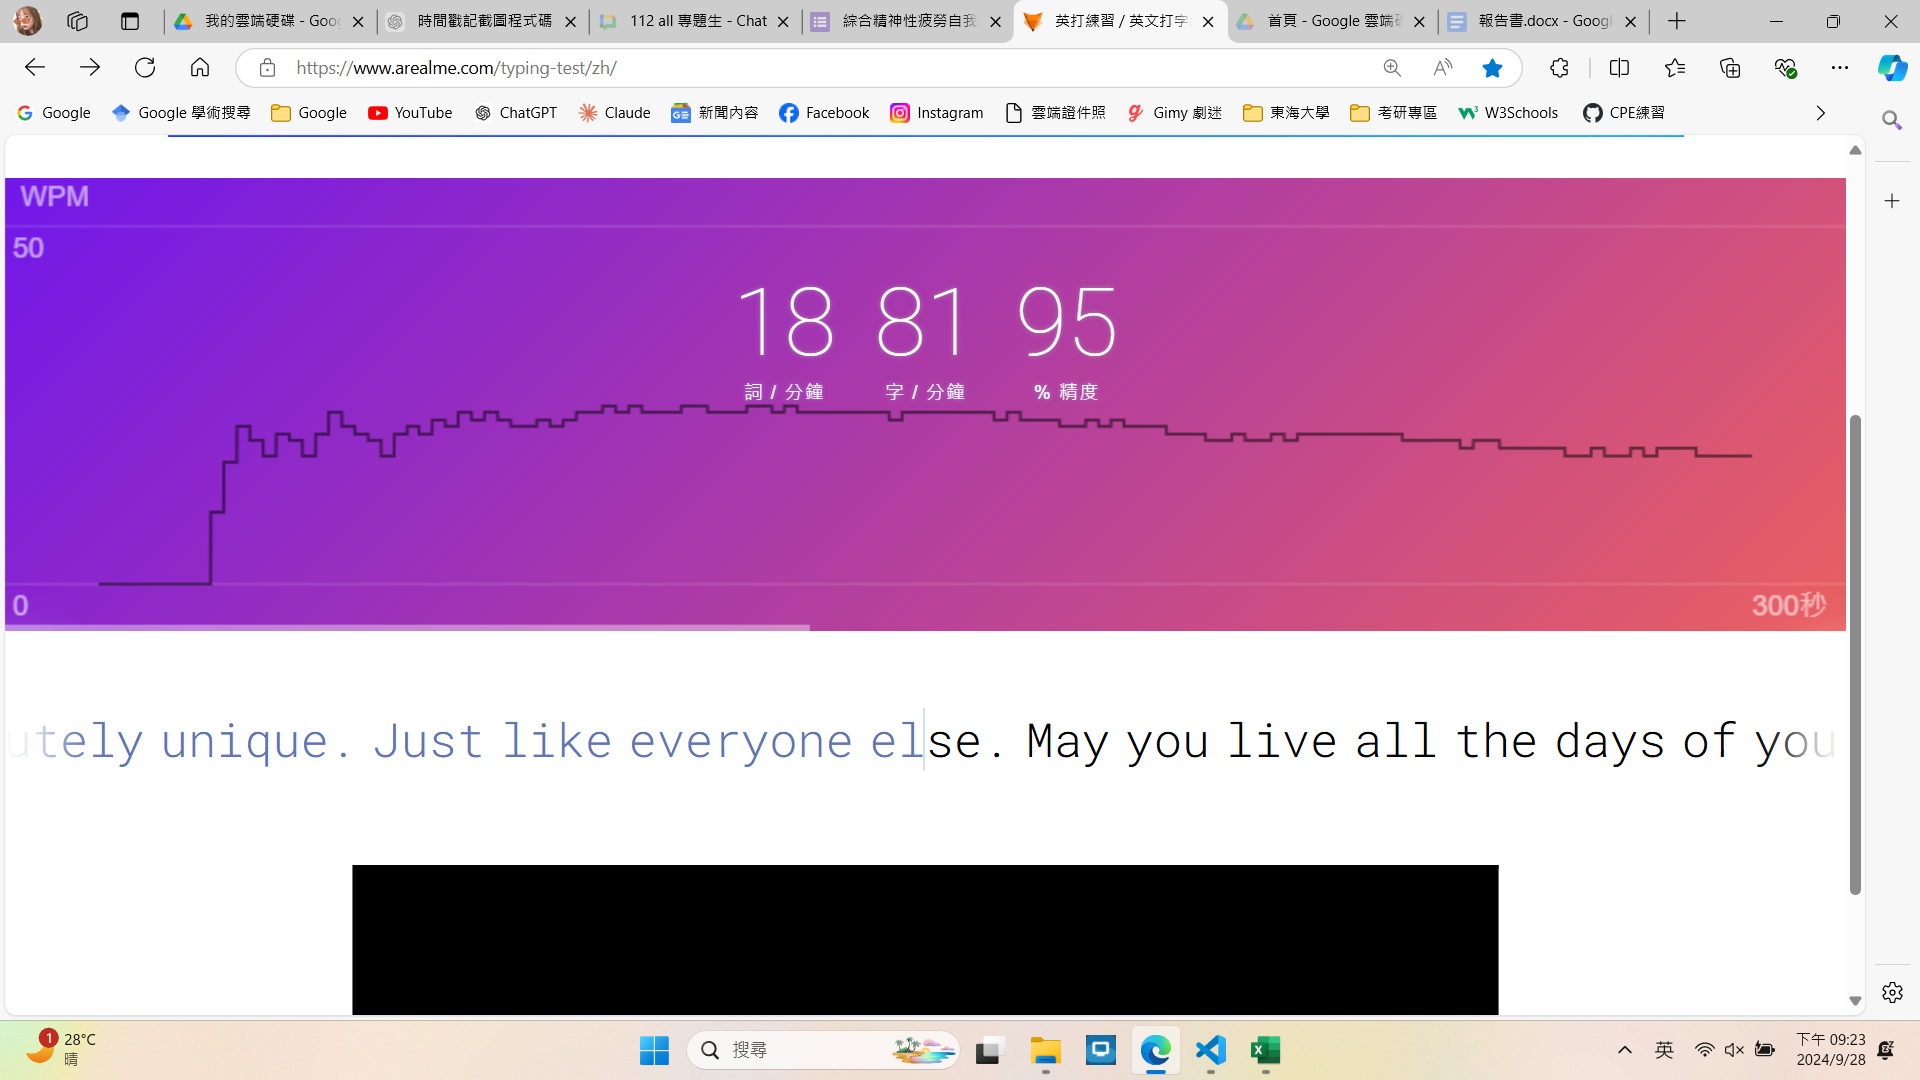 我的雲端硬碟 - Goog
時間戳記截圖程式碼
112 all 專題生 - Chat
綜合精神性疲勞自我
英打練習 / 英文打字
首頁 - Google 雲端硬
報告書.docx - Googl
https://www.arealme.com/typing-test/zh/
Google
Google 學術搜尋
Google
YouTube
ChatGPT
Claude
新聞內容
Facebook
Instagram
雲端證件照
Gimy 劇迷
東海大學
考研專區
W3Schools
CPE練習
WPM
50
18 81 95
詞 / 分鐘 字 / 分鐘 % 精度
0 300秒
utely unique. Just like everyone else. May you live all the days of you
1
28°C
晴
搜尋
英
下午 09:23
2024/9/28